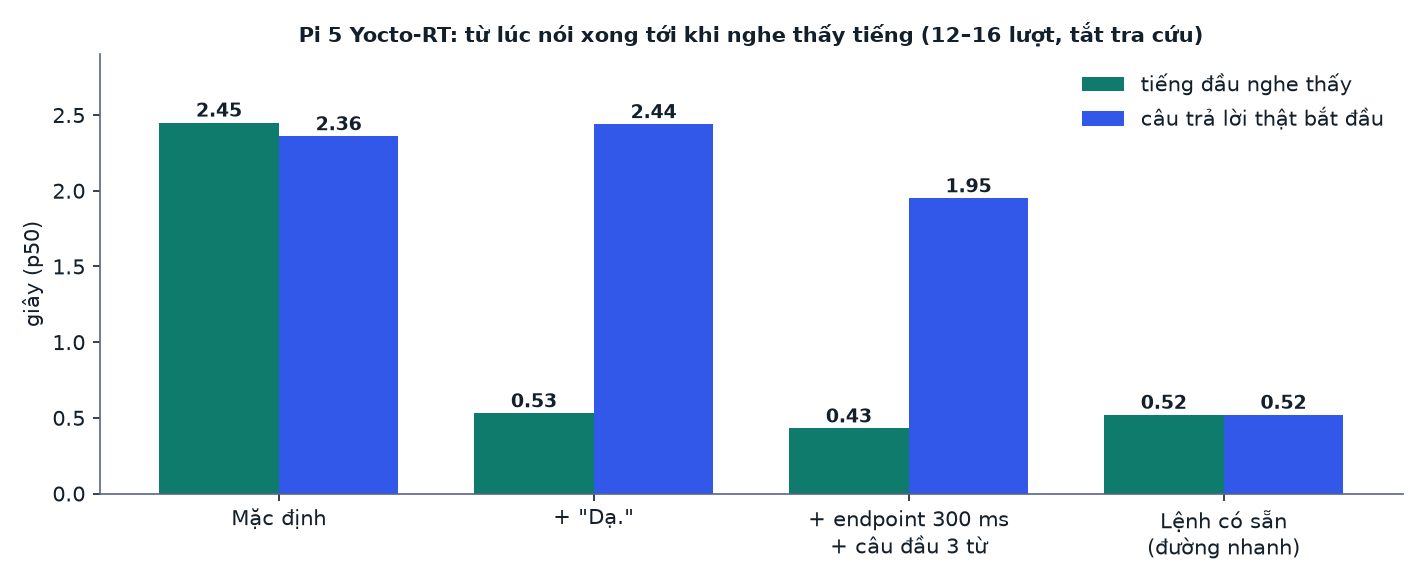 Pi 5 Yocto-RT: từ lúc nói xong tới khi nghe thấy tiếng (12–16 lượt, tắt tra cứu)
tiếng đầu nghe thấy
câu trả lời thật bắt đầu
giây (p50)
2.5
2.0
1.5
1.0
0.5
0.0
2.45
2.36
0.53
2.44
0.43
1.95
0.52
0.52
Mặc định
+ "Dạ."
+ endpoint 300 ms
+ câu đầu 3 từ
Lệnh có sẵn
(đường nhanh)